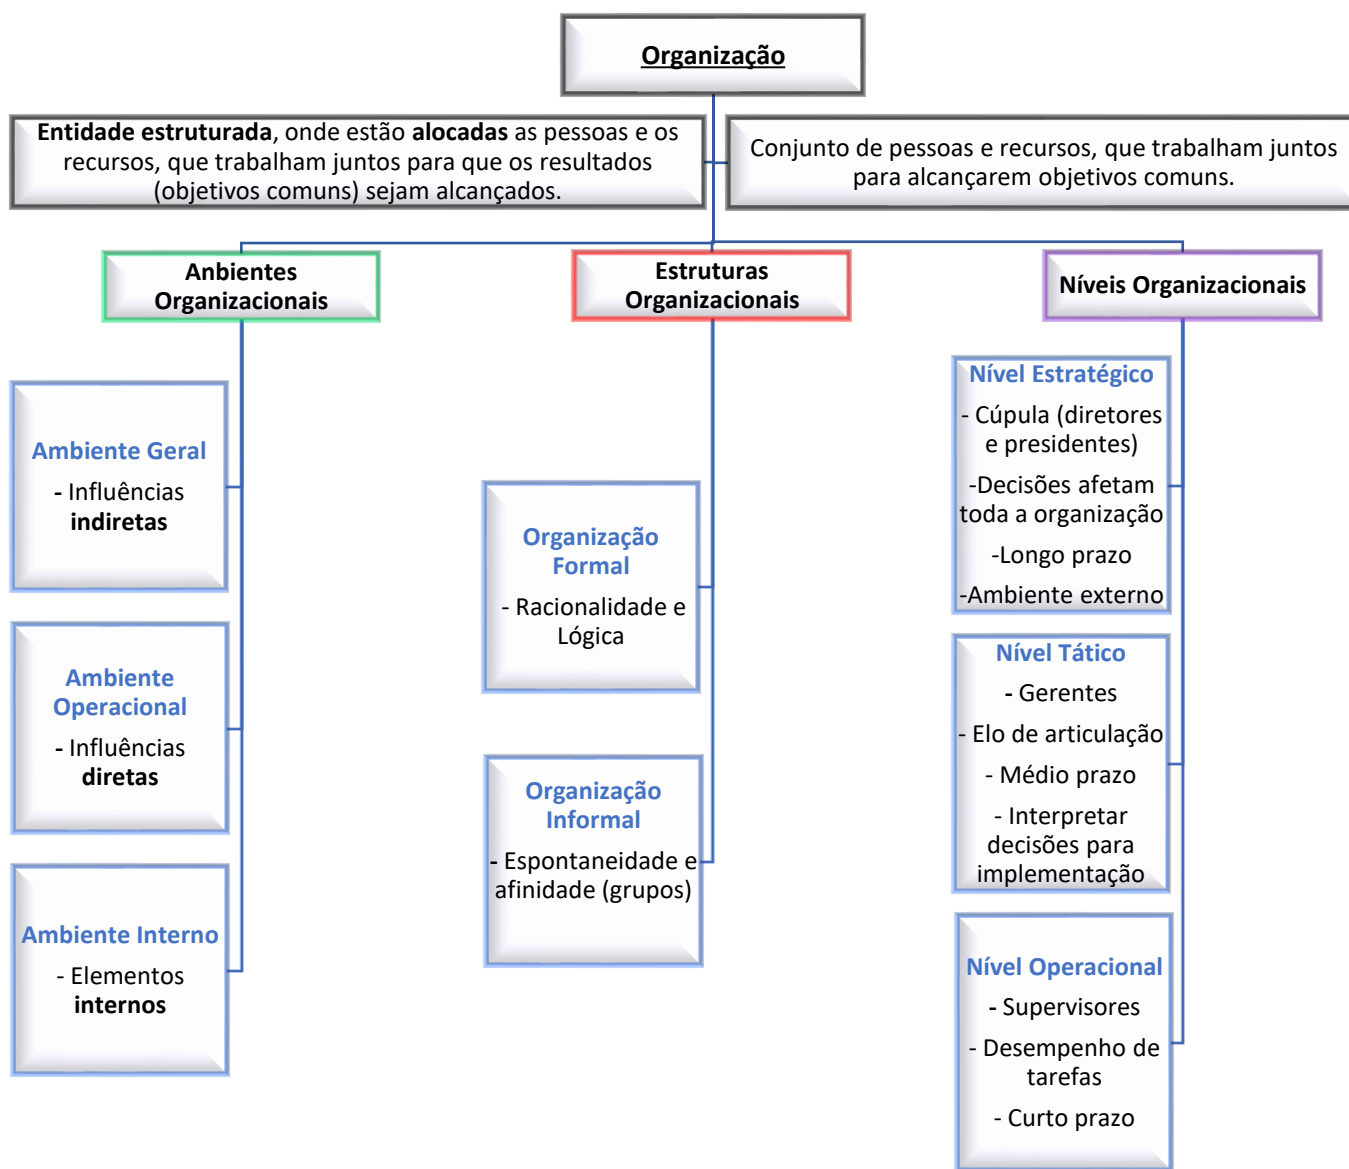 Organização
Entidade estruturada, onde estão alocadas as pessoas e os
recursos, que trabalham juntos para que os resultados
(objetivos comuns) sejam alcançados.
Conjunto de pessoas e recursos, que trabalham juntos
para alcançarem objetivos comuns.
Anbientes
Organizacionais
Ambiente Geral
- Influências
indiretas
Ambiente
Operacional
- Influências
diretas
Ambiente Interno
- Elementos
internos
Estruturas
Organizacionais
Organização
Formal
- Racionalidade e
Lógica
Organização
Informal
- Espontaneidade e
afinidade (grupos)
Níveis Organizacionais
Nível Estratégico
- Cúpula (diretores
e presidentes)
-Decisões afetam
toda a organização
-Longo prazo
-Ambiente externo
Nível Tático
- Gerentes
- Elo de articulação
- Médio prazo
- Interpretar
decisões para
implementação
Nível Operacional
- Supervisores
- Desempenho de
tarefas
- Curto prazo